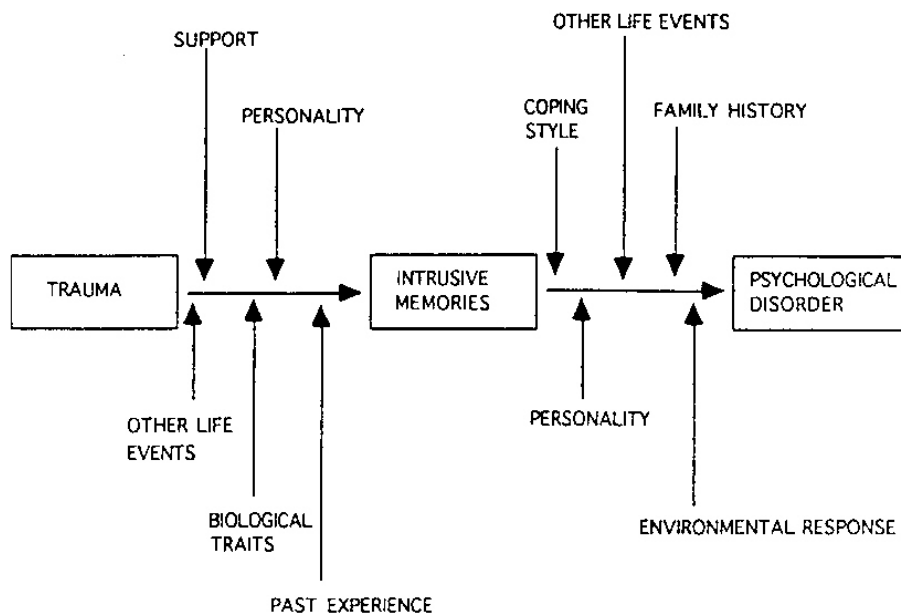 OTHER LIFE EVENTS
SUPPORT
PERSONALITY
COPING
STYLE
FAMILY HISTORY
TRAUMA
INTRUSIVE
MEMORIES
PSYCHOLOGICAL
DISORDER
OTHER LIFE
EVENTS
PERSONALITY
BIOLOGICAL
TRAITS
ENVIRONMENTAL RESPONSE
PAST EXPERIENCE